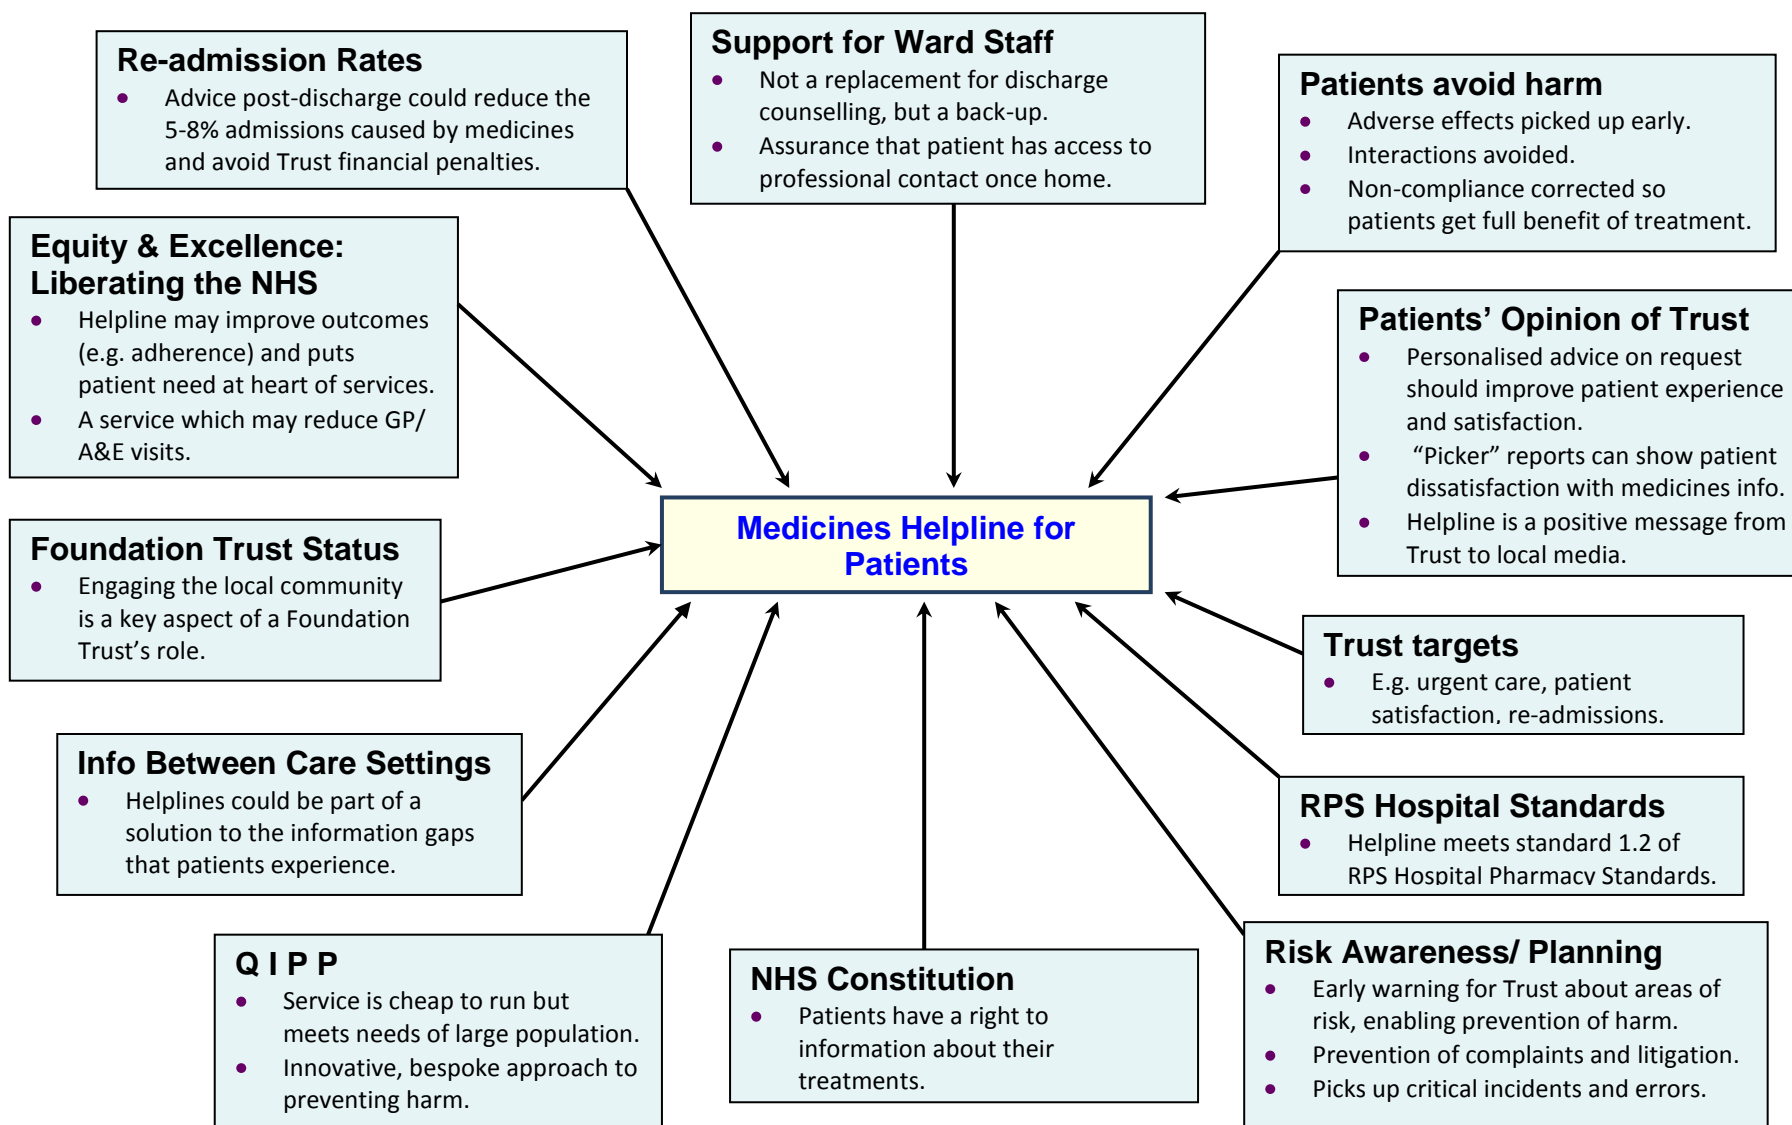 Re-admission Rates
• Advice post-discharge could reduce the
5-8% admissions caused by medicines
and avoid Trust financial penalties.
Support for Ward Staff
• Not a replacement for discharge
counselling, but a back-up.
• Assurance that patient has access to
professional contact once home.
Patients avoid harm
• Adverse effects picked up early.
• Interactions avoided.
• Non-compliance corrected so
patients get full benefit of treatment.
Equity & Excellence:
Liberating the NHS
• Helpline may improve outcomes
(e.g. adherence) and puts
patient need at heart of services.
• A service which may reduce GP/
A&E visits.
Patients’ Opinion of Trust
• Personalised advice on request
should improve patient experience
and satisfaction.
• “Picker” reports can show patient
dissatisfaction with medicines info.
• Helpline is a positive message from
Trust to local media.
Medicines Helpline for
Patients
Foundation Trust Status
• Engaging the local community
is a key aspect of a Foundation
Trust’s role.
Trust targets
• E.g. urgent care, patient
satisfaction, re-admissions.
Info Between Care Settings
• Helplines could be part of a
solution to the information gaps
that patients experience.
RPS Hospital Standards
• Helpline meets standard 1.2 of
RPS Hospital Pharmacy Standards.
Q I P P
• Service is cheap to run but
meets needs of large population.
• Innovative, bespoke approach to
preventing harm.
NHS Constitution
• Patients have a right to
information about their
treatments.
Risk Awareness/ Planning
• Early warning for Trust about areas of
risk, enabling prevention of harm.
• Prevention of complaints and litigation.
• Picks up critical incidents and errors.